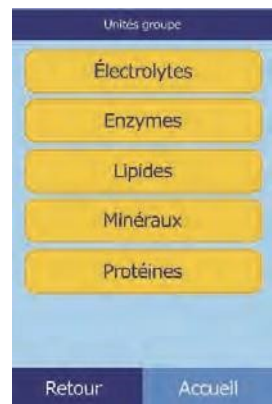 Unités groupe
Électrolytes
Enzymes
Lipides
Minéraux
Protéines
Retour Accueil